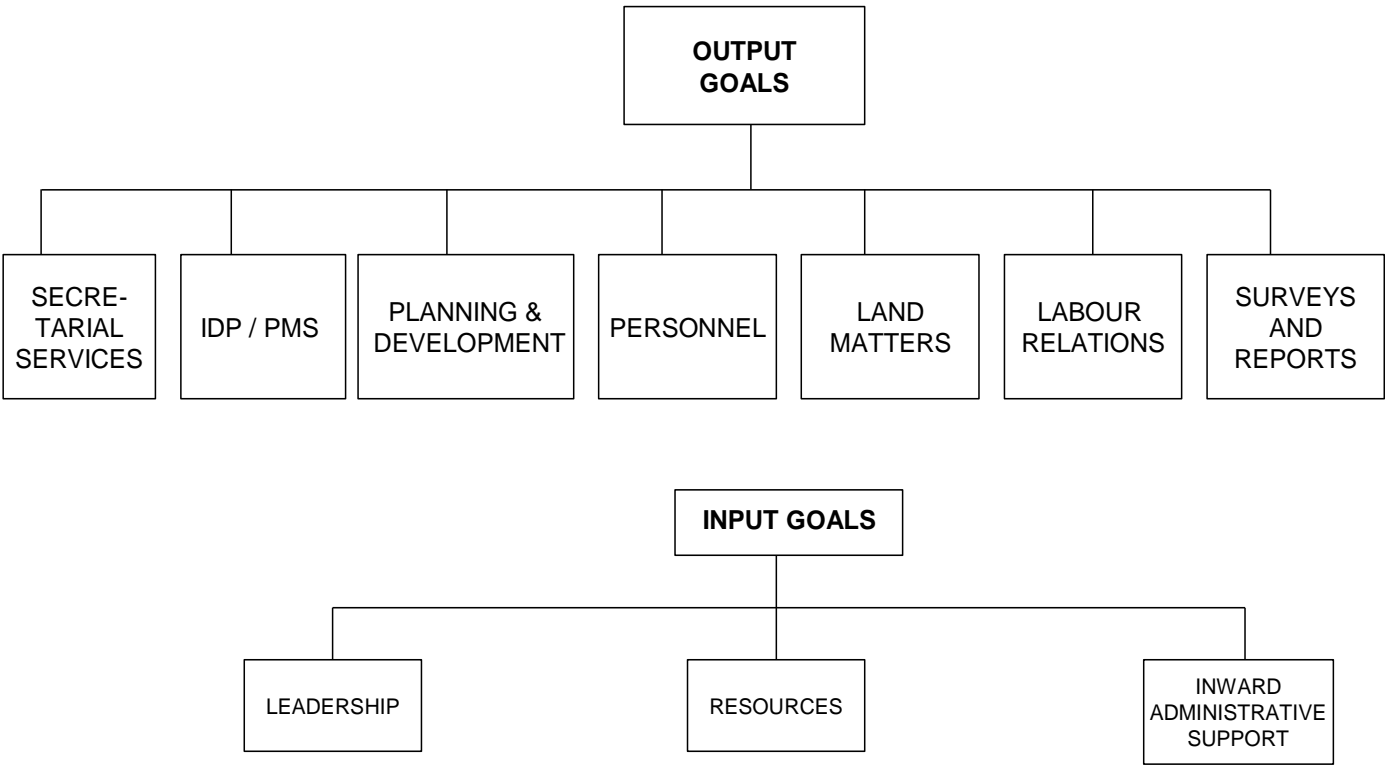 OUTPUT
GOALS
SECRE-
TARIAL
SERVICES
IDP / PMS
PLANNING &
DEVELOPMENT
PERSONNEL
LAND
MATTERS
LABOUR
RELATIONS
SURVEYS
AND
REPORTS
INPUT GOALS
LEADERSHIP
RESOURCES
INWARD
ADMINISTRATIVE
SUPPORT